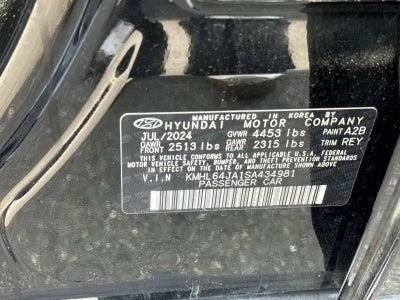 MANUFACTURED IN KOREA BY
HYUNDAI MOTOR COMPANY
JUL/2024 GVWR 4453 lbs PAINT A2B
GAWR FRONT 2513 lbs GAWR REAR 2315 lbs TRIM REY
THIS VEHICLE CONFORMS TO ALL APPLICABLE U.S. FEDERAL
MOTOR VEHICLE SAFETY, BUMPER, AND THEFT PREVENTION
STANDARDS IN EFFECT ON THE DATE OF
MANUFACTURE SHOWN ABOVE.
V.I.N KMHL64JA1SA434981
PASSENGER CAR